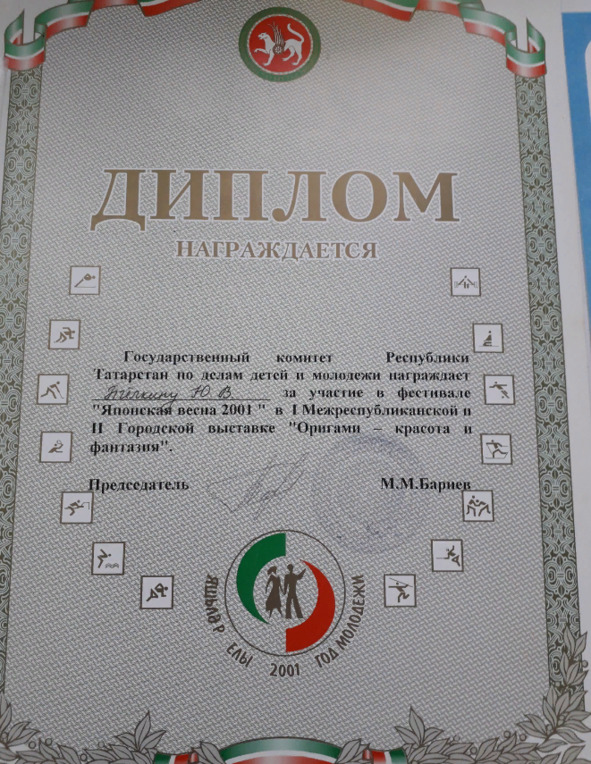 ДИПЛОМ
НАГРАЖДАЕТСЯ
Государственный комитет Республики
Татарстан по делам детей и молодежи награждает
Ю. В. за участие в фестивале
"Японская весна 2001" в I Межреспубликанской и
II Городской выставке "Оригами – красота и
фантазия".
Председатель М.М.Бариев
ЯШЬЛӘР ЕЛЫ 2001 ГОД МОЛОДЕЖИ